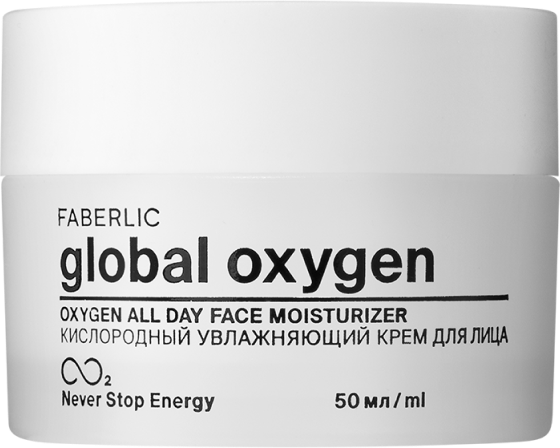 FABERLIC
global oxygen
OXYGEN ALL DAY FACE MOISTURIZER
КИСЛОРОДНЫЙ УВЛАЖНЯЮЩИЙ КРЕМ ДЛЯ ЛИЦА
∞₂
Never Stop Energy 50 мл/ml